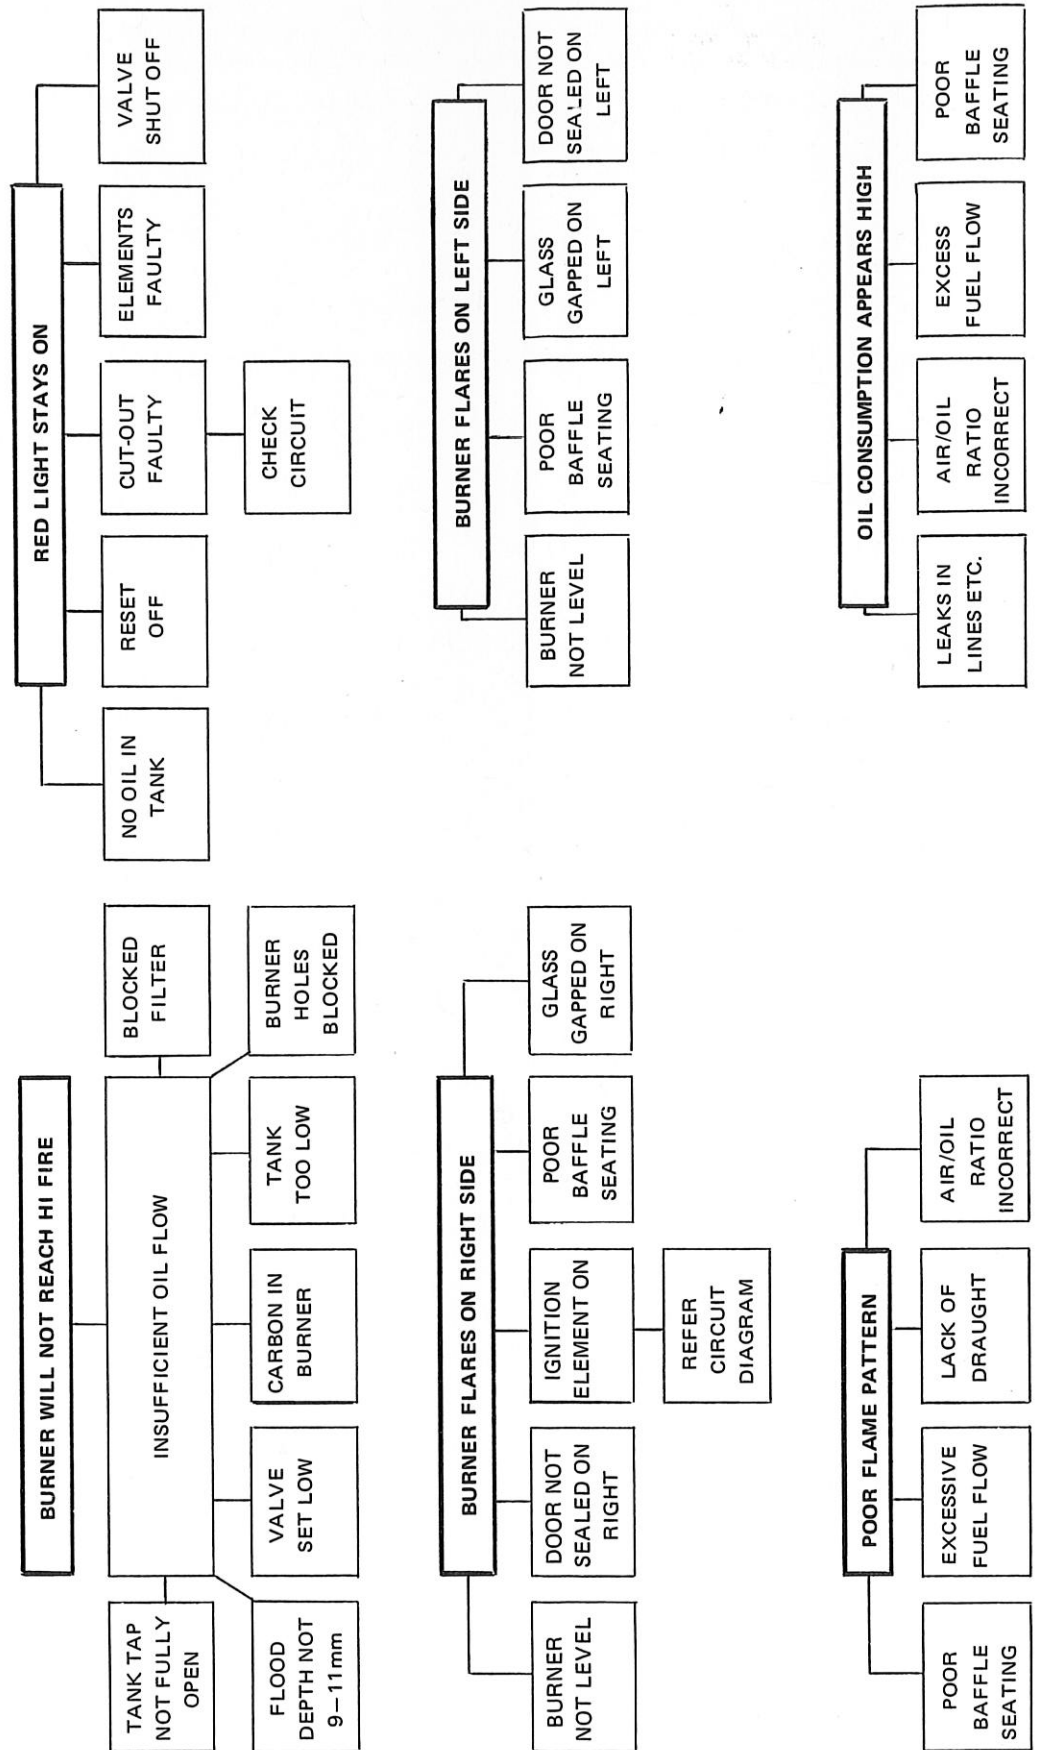 BURNER WILL NOT REACH HI FIRE
INSUFFICIENT OIL FLOW
TANK TAP
NOT FULLY
OPEN
BLOCKED
FILTER
FLOOD
DEPTH NOT
9–11mm
VALVE
SET LOW
CARBON IN
BURNER
TANK
TOO LOW
BURNER
HOLES
BLOCKED
RED LIGHT STAYS ON
NO OIL IN
TANK
RESET
OFF
CUT-OUT
FAULTY
ELEMENTS
FAULTY
VALVE
SHUT OFF
CHECK
CIRCUIT
BURNER FLARES ON RIGHT SIDE
BURNER
NOT LEVEL
DOOR NOT
SEALED ON
RIGHT
IGNITION
ELEMENT ON
POOR
BAFFLE
SEATING
GLASS
GAPPED ON
RIGHT
REFER
CIRCUIT
DIAGRAM
BURNER FLARES ON LEFT SIDE
BURNER
NOT LEVEL
POOR
BAFFLE
SEATING
GLASS
GAPPED ON
LEFT
DOOR NOT
SEALED ON
LEFT
POOR FLAME PATTERN
POOR
BAFFLE
SEATING
EXCESSIVE
FUEL FLOW
LACK OF
DRAUGHT
AIR/OIL
RATIO
INCORRECT
OIL CONSUMPTION APPEARS HIGH
LEAKS IN
LINES ETC.
AIR/OIL
RATIO
INCORRECT
EXCESS
FUEL FLOW
POOR
BAFFLE
SEATING